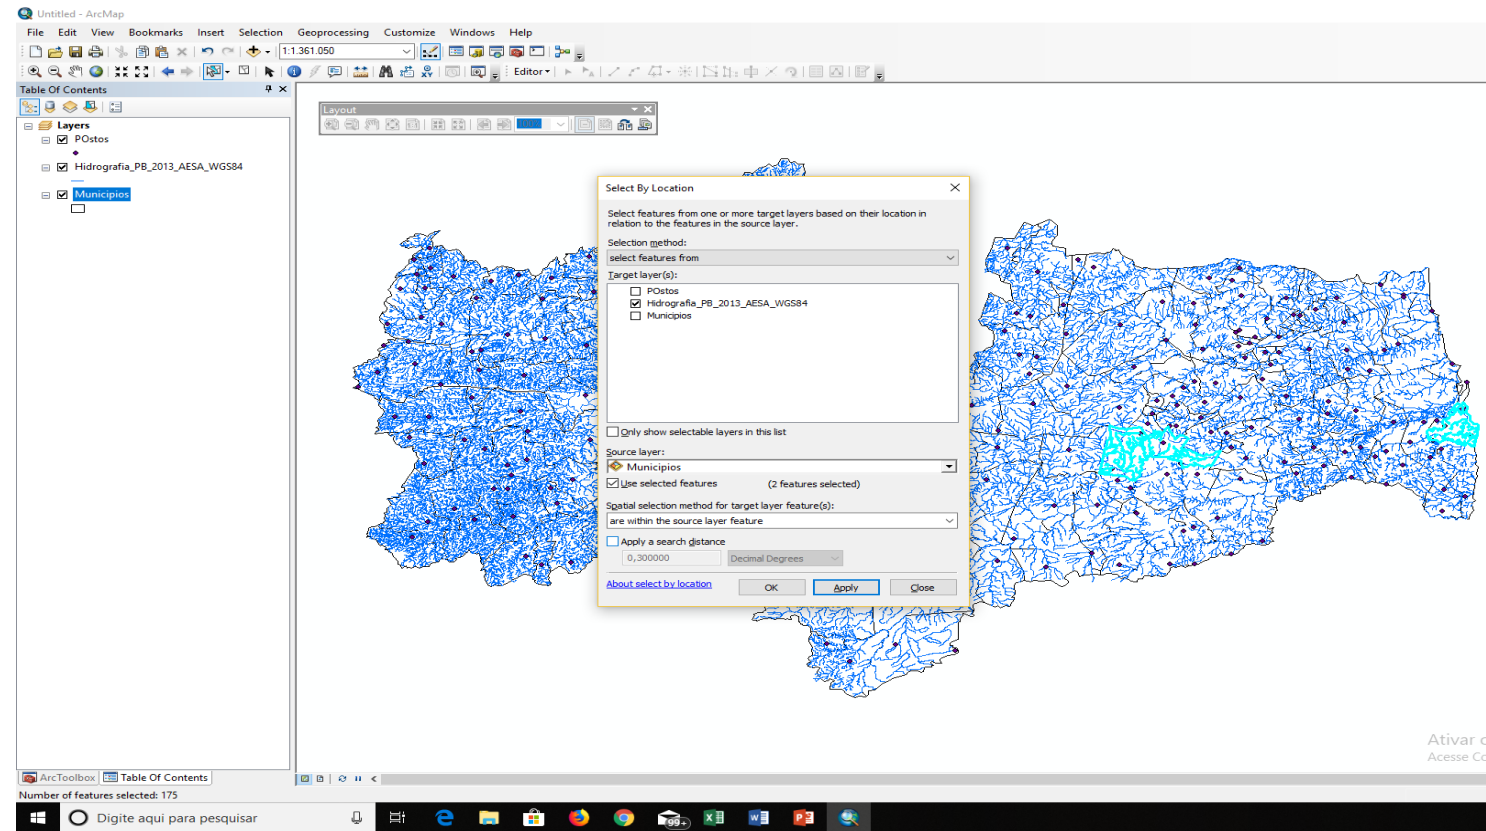 Untitled - ArcMap
File Edit View Bookmarks Insert Selection Geoprocessing Customize Windows Help
1:1.361.050
Editor
Table Of Contents
Layers
POstos
Hidrografia_PB_2013_AESA_WGS84
Municipios
Layout
100%
Select By Location
Select features from one or more target layers based on their location in
relation to the features in the source layer.
Selection method:
select features from
Target layer(s):
POstos
Hidrografia_PB_2013_AESA_WGS84
Municipios
Only show selectable layers in this list
Source layer:
Municipios
Use selected features (2 features selected)
Spatial selection method for target layer feature(s):
are within the source layer feature
Apply a search distance
0,300000 Decimal Degrees
About select by location OK Apply Close
Ativar
Acesse Co
ArcToolbox Table Of Contents
Number of features selected: 175
Digite aqui para pesquisar
99+